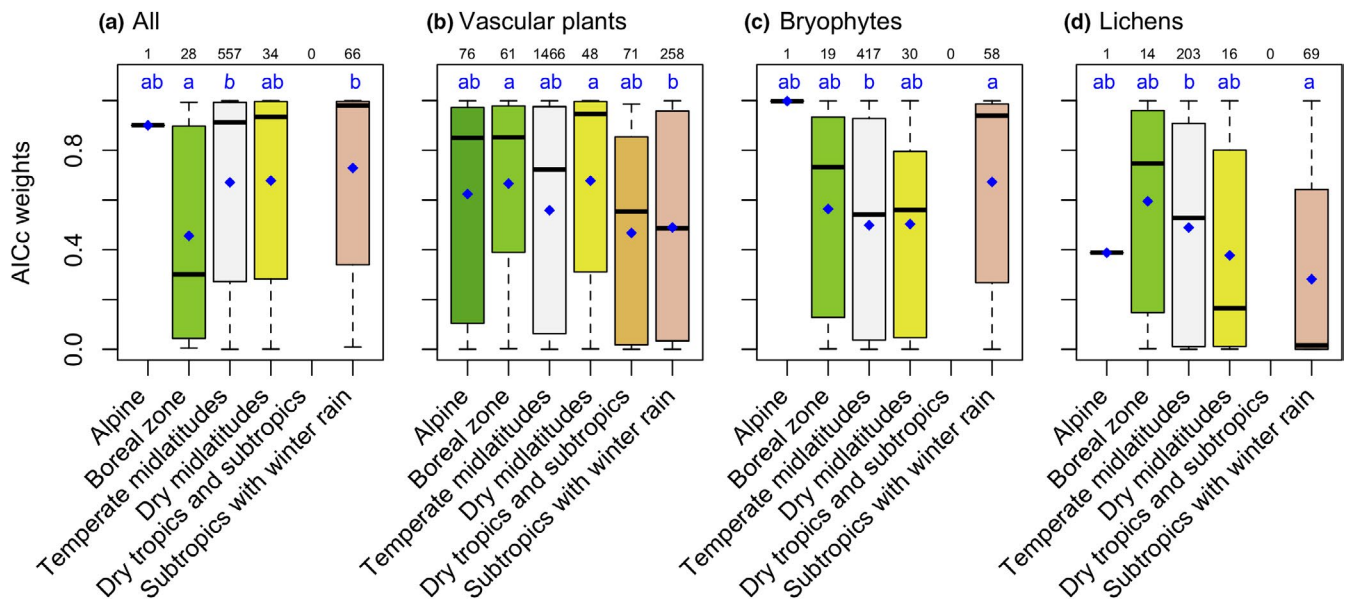 (a) All
1 28 557 34 0 66
ab a b ab b
(b) Vascular plants
76 61 1466 48 71 258
ab a ab a ab b
(c) Bryophytes
1 19 417 30 0 58
ab ab b ab a
(d) Lichens
1 14 203 16 0 69
ab ab b ab a
AICc weights
0.8
0.4
0.0
Alpine
Boreal zone
Temperate midlatitudes
Dry midlatitudes
Dry tropics and subtropics
Subtropics with winter rain
Alpine
Boreal zone
Temperate midlatitudes
Dry midlatitudes
Dry tropics and subtropics
Subtropics with winter rain
Alpine
Boreal zone
Temperate midlatitudes
Dry midlatitudes
Dry tropics and subtropics
Subtropics with winter rain
Alpine
Boreal zone
Temperate midlatitudes
Dry midlatitudes
Dry tropics and subtropics
Subtropics with winter rain